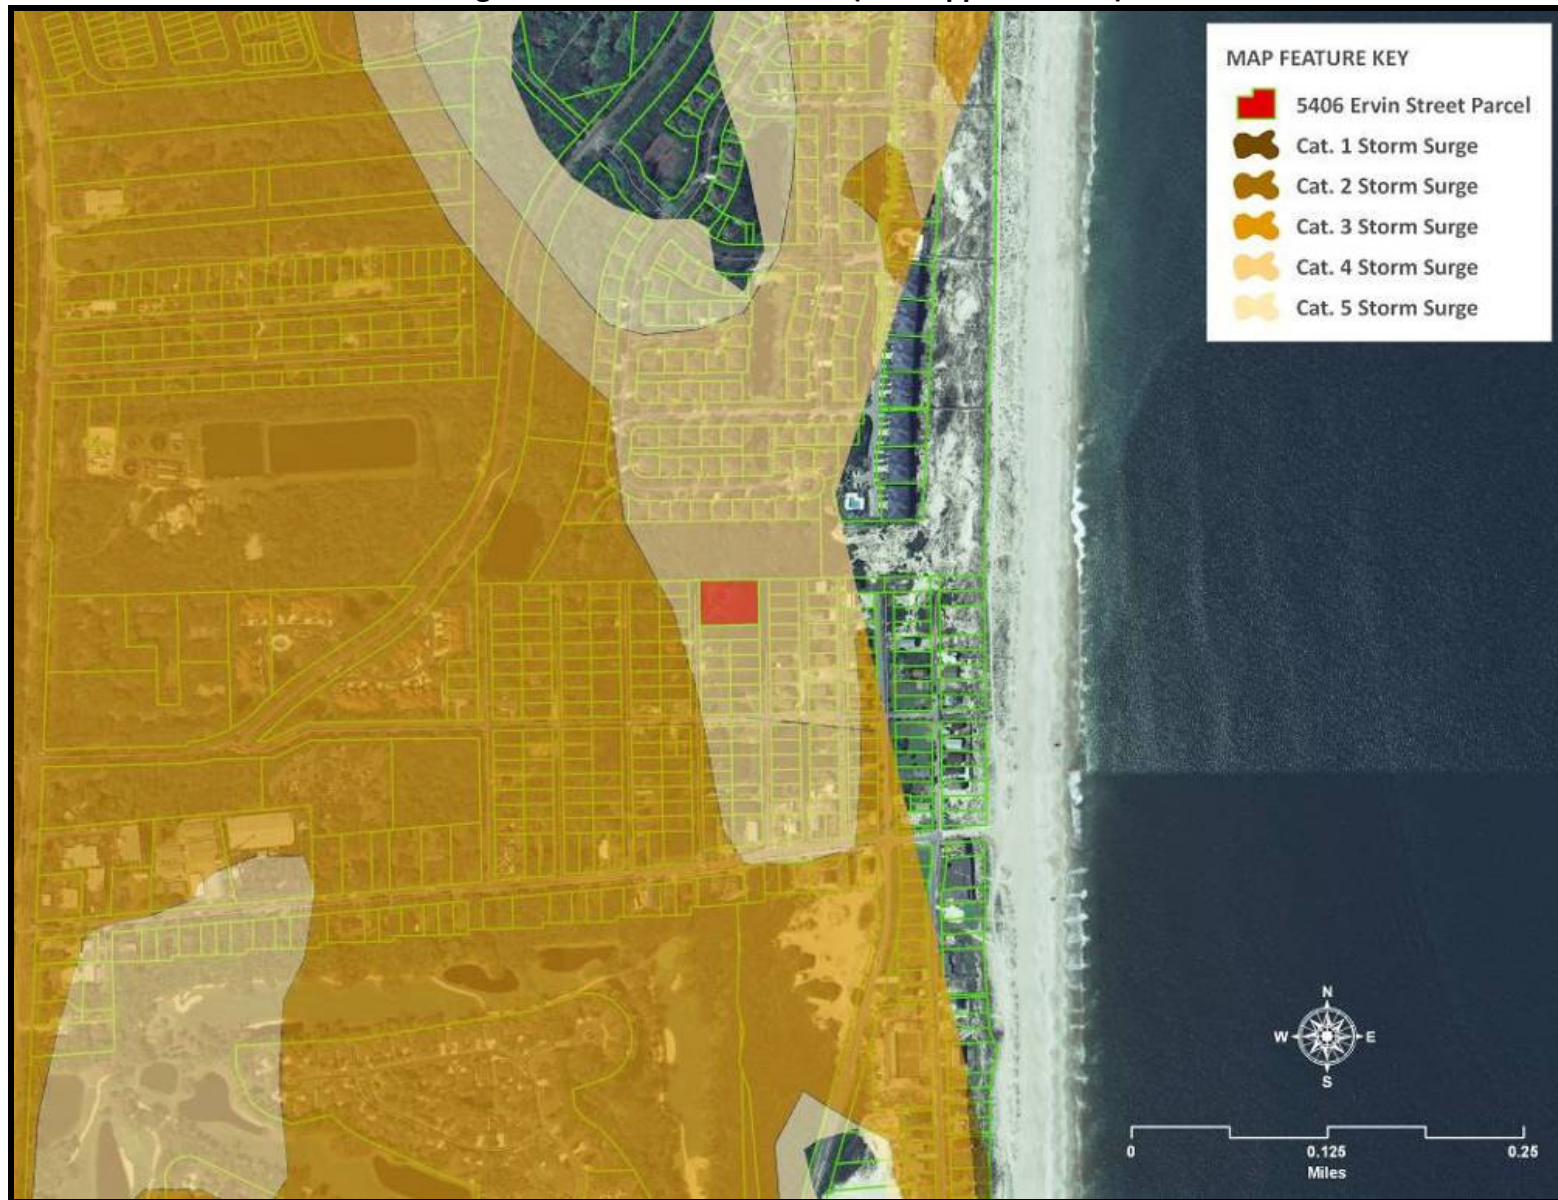 MAP FEATURE KEY
5406 Ervin Street Parcel
Cat. 1 Storm Surge
Cat. 2 Storm Surge
Cat. 3 Storm Surge
Cat. 4 Storm Surge
Cat. 5 Storm Surge
N
W E
S
0 0.125 0.25
Miles